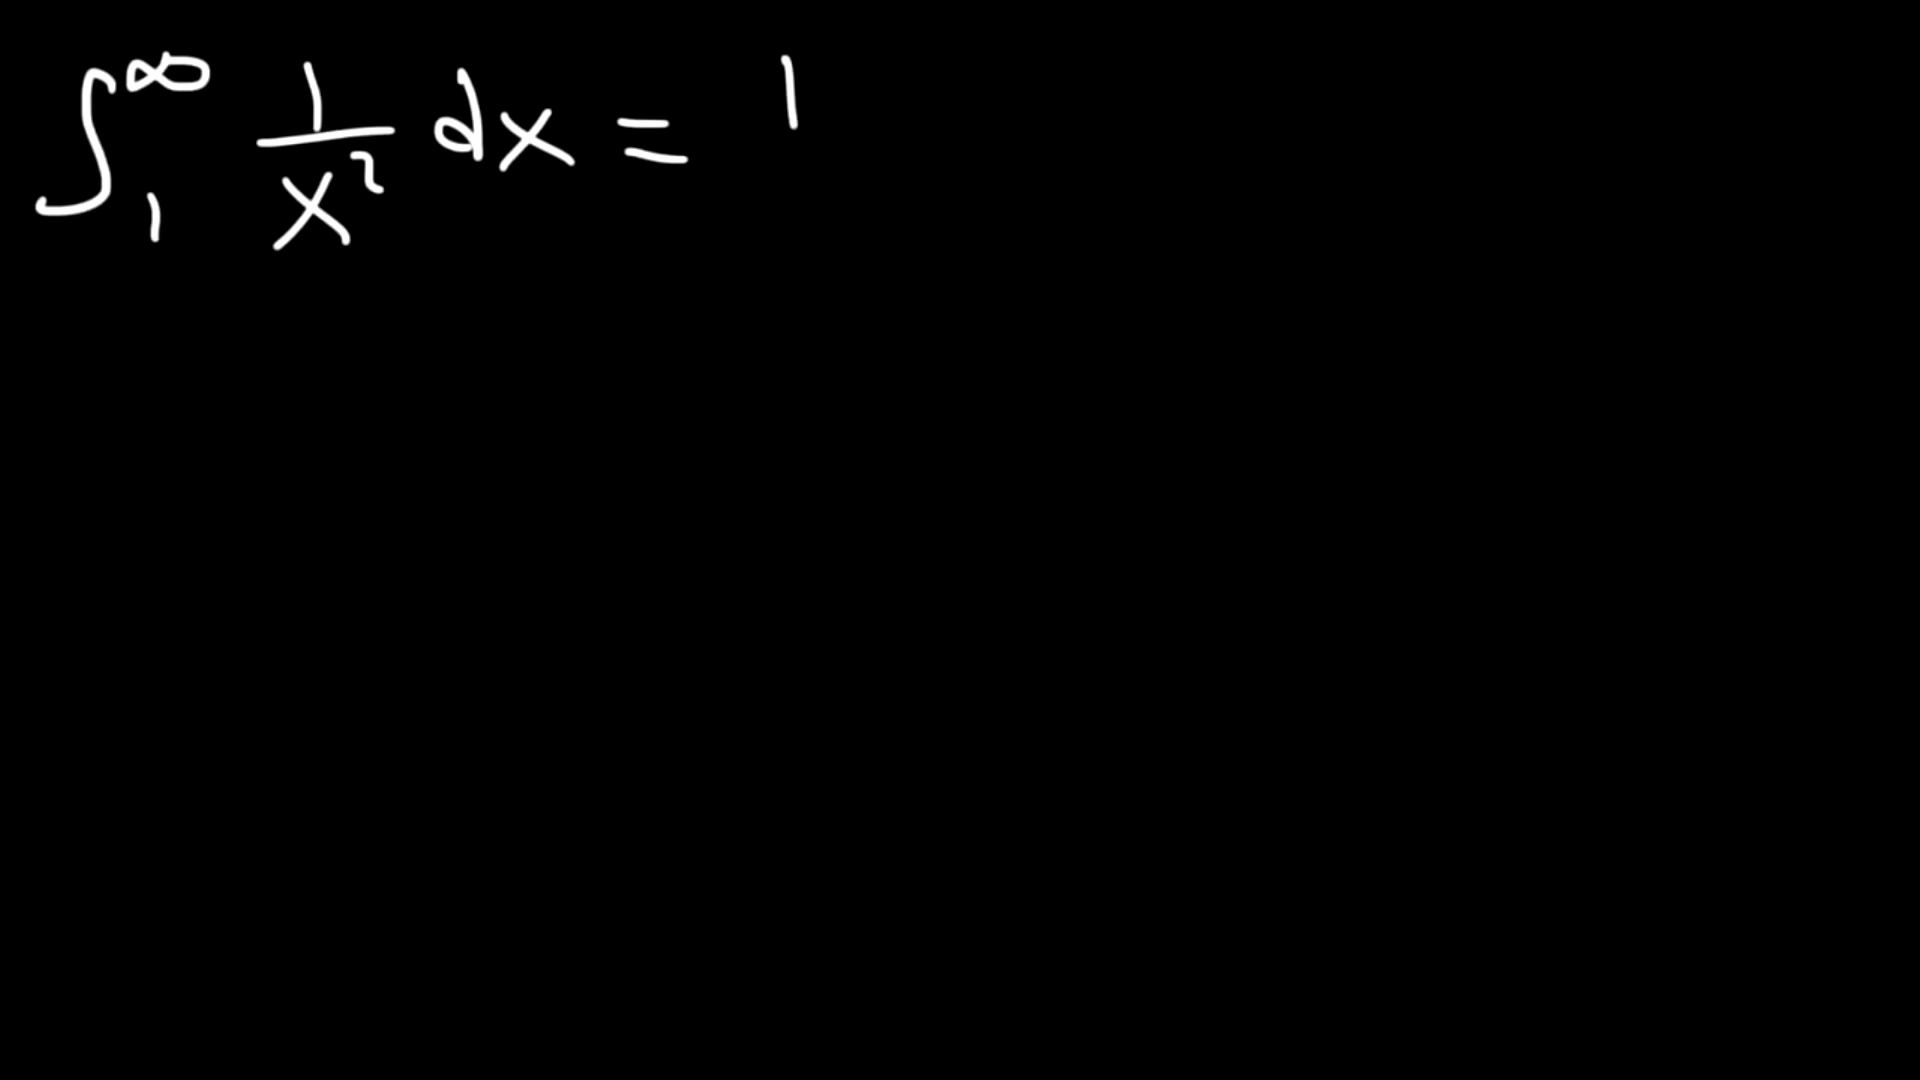 ∫₁^∞ 1/x² dx = 1